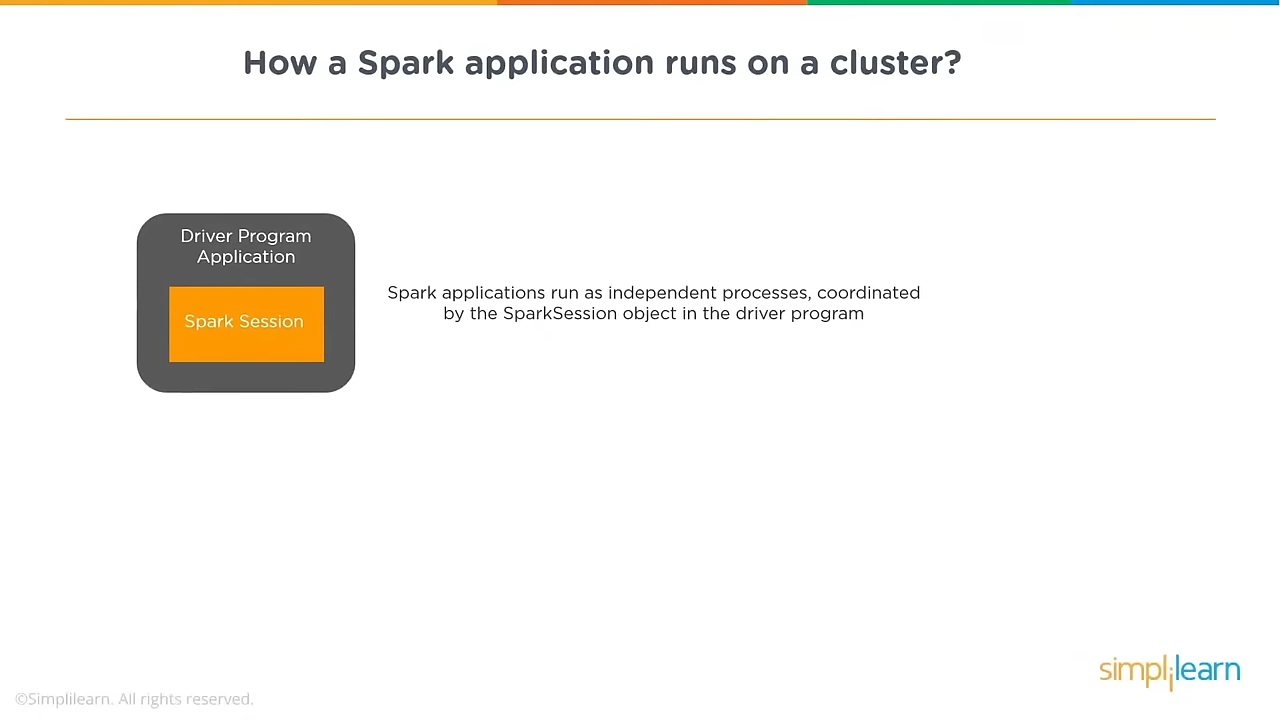 How a Spark application runs on a cluster?
Driver Program
Application
Spark Session
Spark applications run as independent processes, coordinated
by the SparkSession object in the driver program
simplilearn
©Simplilearn. All rights reserved.